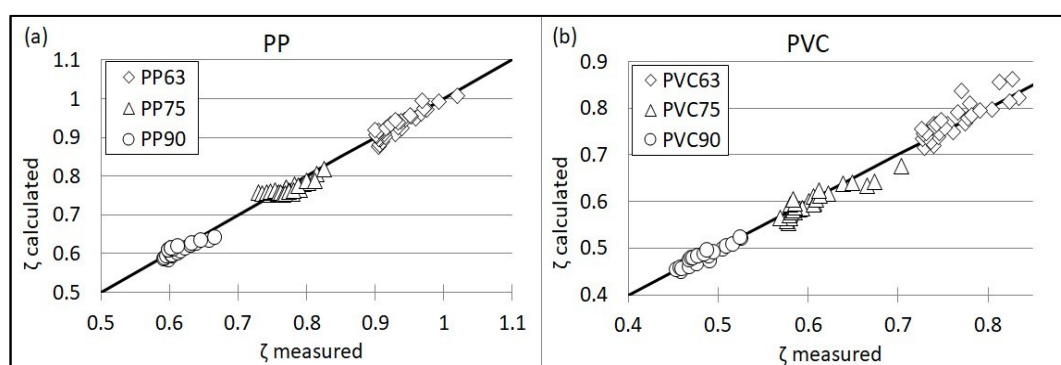 (a) PP
1.1
1
0.9
0.8
0.7
0.6
0.5
ζ calculated
PP63
PP75
PP90
0.5 0.6 0.7 0.8 0.9 1 1.1
ζ measured
(b) PVC
0.9
0.8
0.7
0.6
0.5
0.4
ζ calculated
PVC63
PVC75
PVC90
0.4 0.5 0.6 0.7 0.8
ζ measured